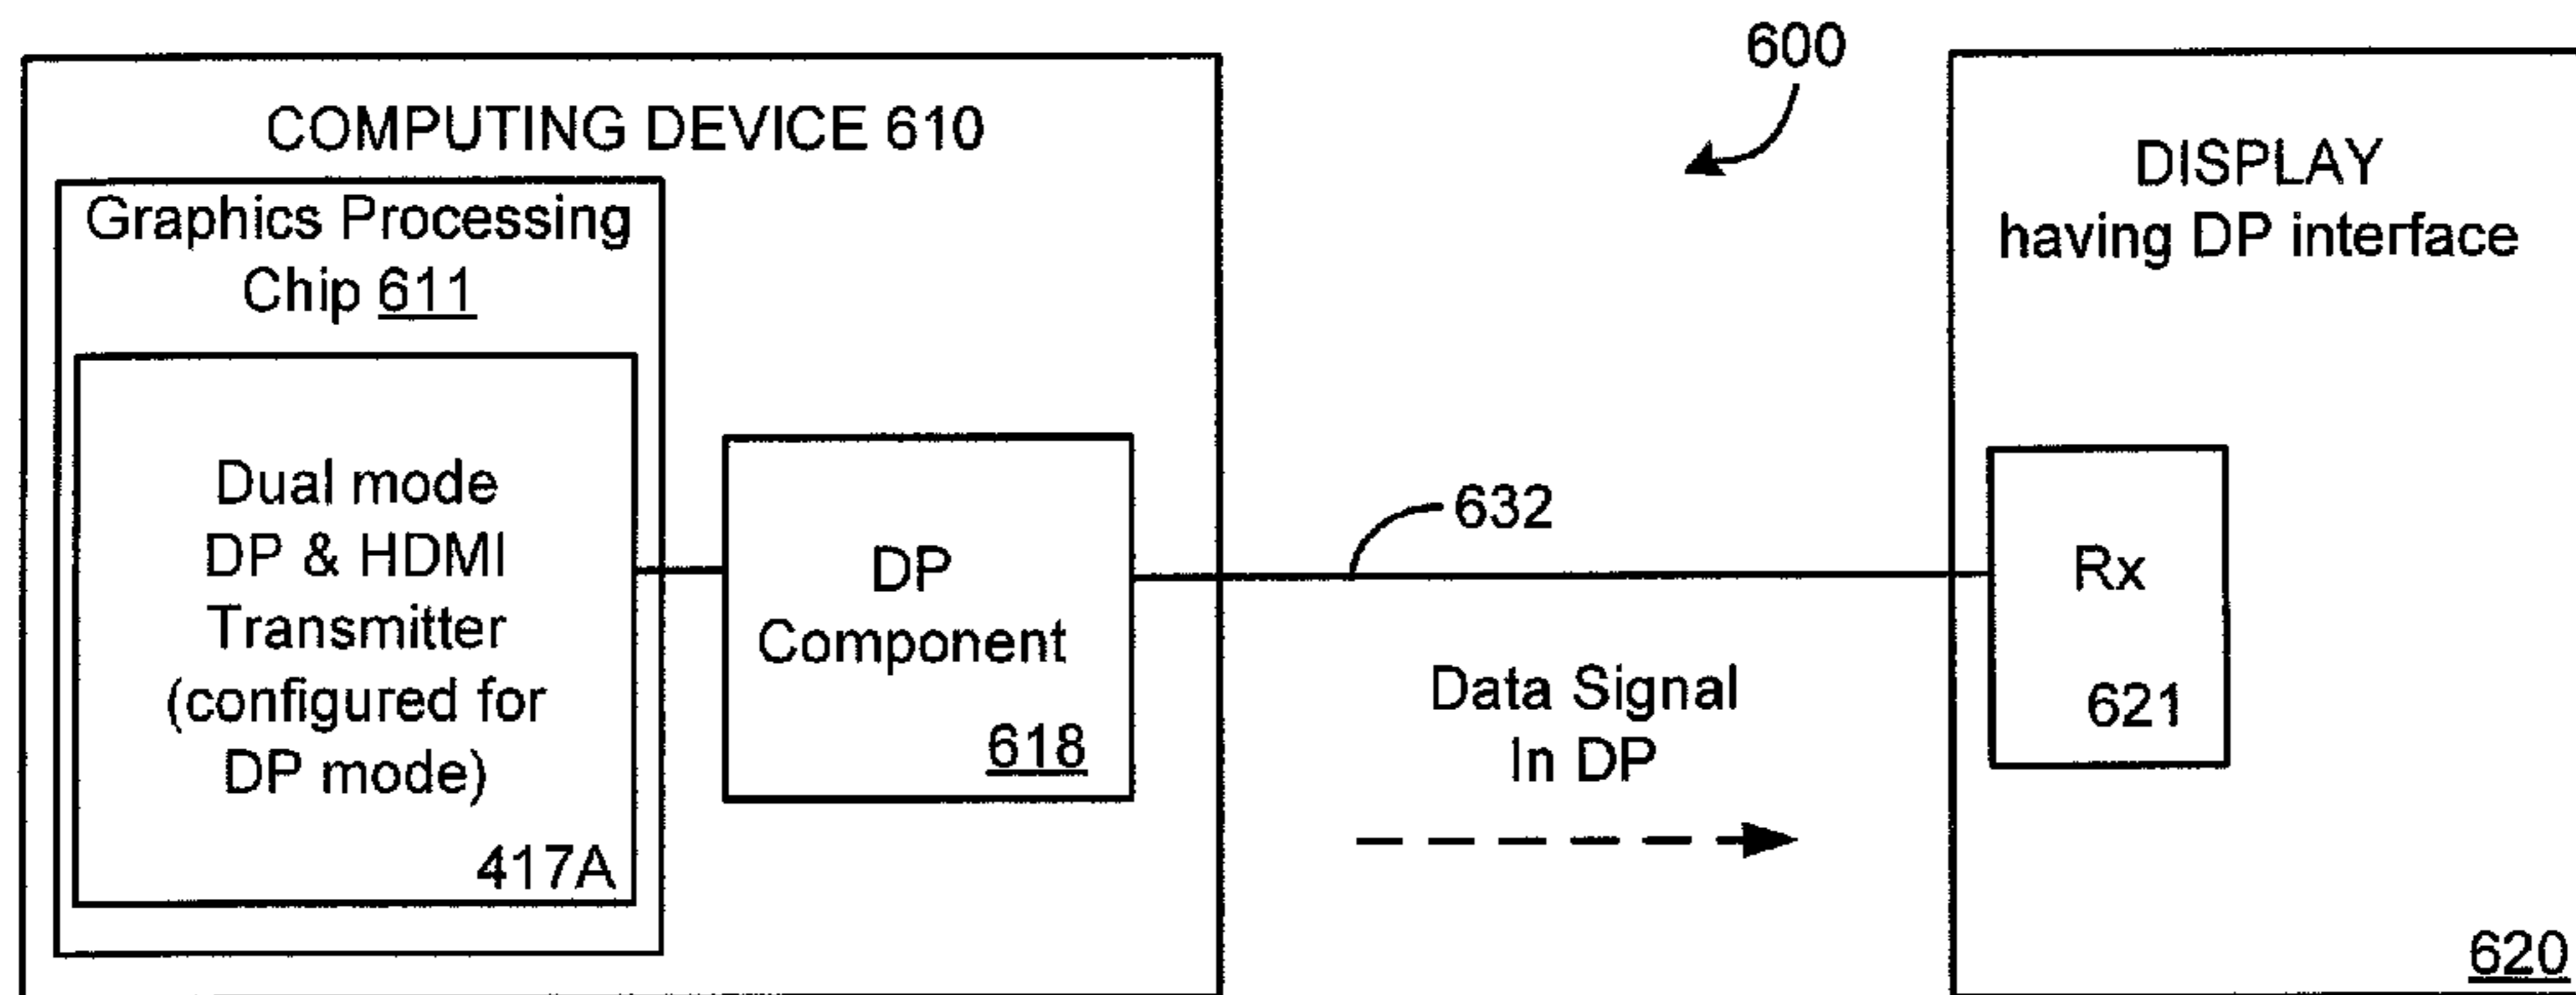 600
COMPUTING DEVICE 610
Graphics Processing
Chip 611
Dual mode
DP & HDMI
Transmitter
(configured for
DP mode)
417A
DP
Component
618
632
Data Signal
In DP
DISPLAY
having DP interface
Rx
621
620